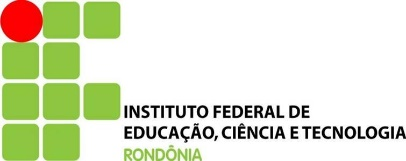 INSTITUTO FEDERAL DE
EDUCAÇÃO, CIÊNCIA E TECNOLOGIA
RONDÔNIA